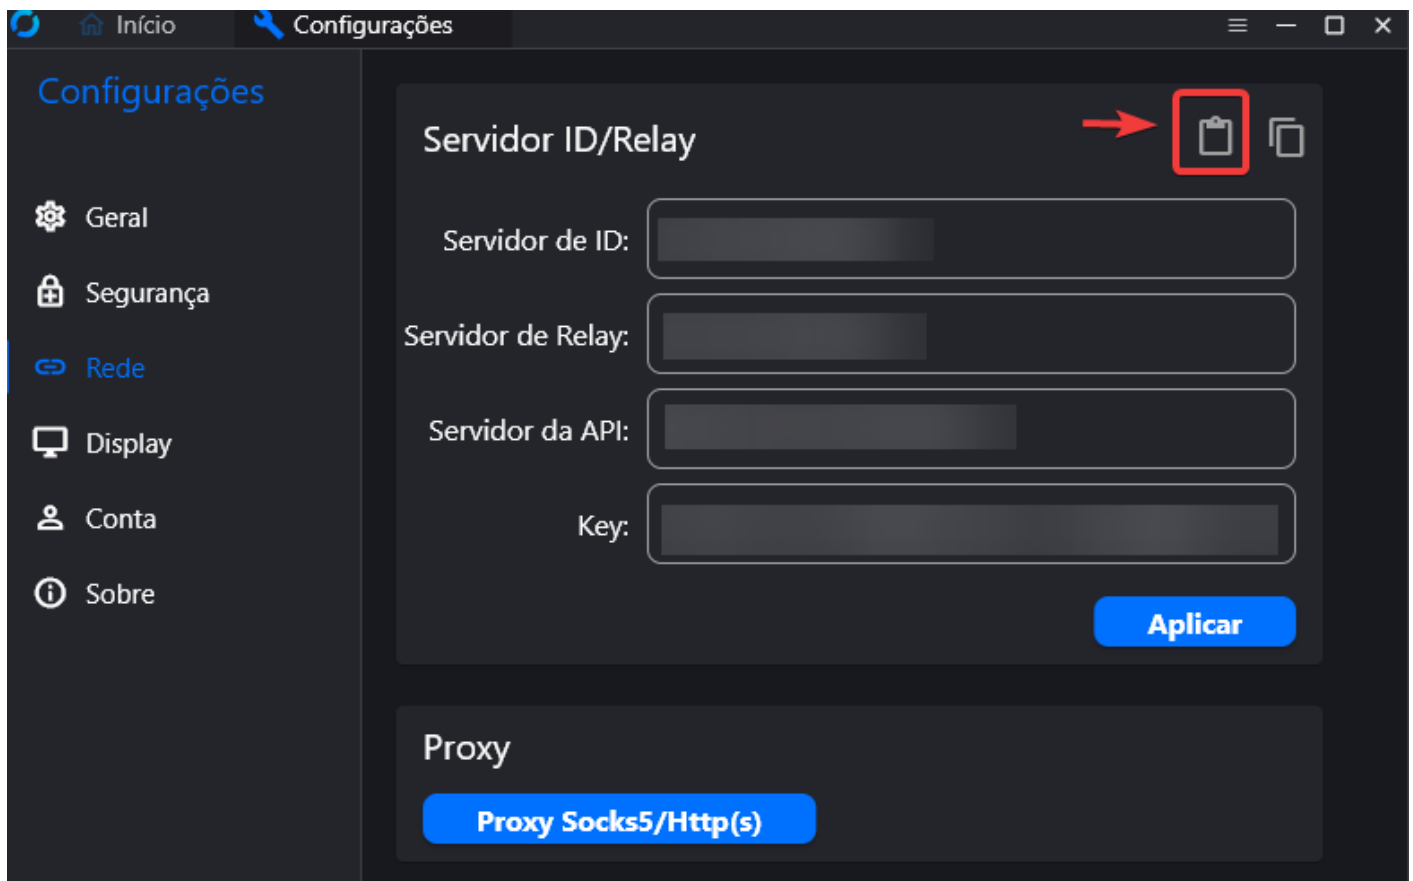 Início
Configurações
Configurações
Geral
Segurança
Rede
Display
Conta
Sobre
Servidor ID/Relay
Servidor de ID:
Servidor de Relay:
Servidor da API:
Key:
Aplicar
Proxy
Proxy Socks5/Http(s)